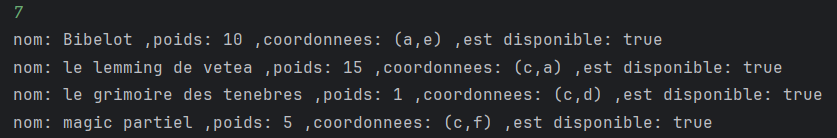 7
nom: Bibelot ,poids: 10 ,coordonnees: (a,e) ,est disponible: true
nom: le lemming de vetea ,poids: 15 ,coordonnees: (c,a) ,est disponible: true
nom: le grimoire des tenebres ,poids: 1 ,coordonnees: (c,d) ,est disponible: true
nom: magic partiel ,poids: 5 ,coordonnees: (c,f) ,est disponible: true